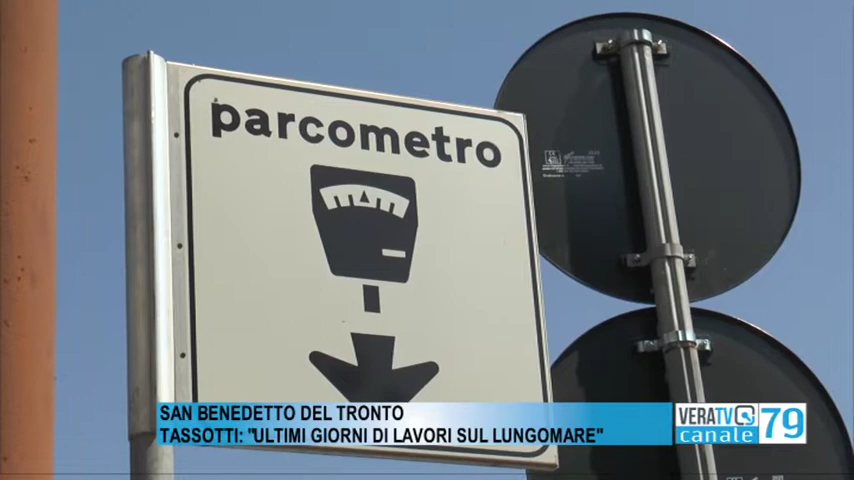 parcometro
SAN BENEDETTO DEL TRONTO
TASSOTTI: "ULTIMI GIORNI DI LAVORI SUL LUNGOMARE"
VERATV
canale
79